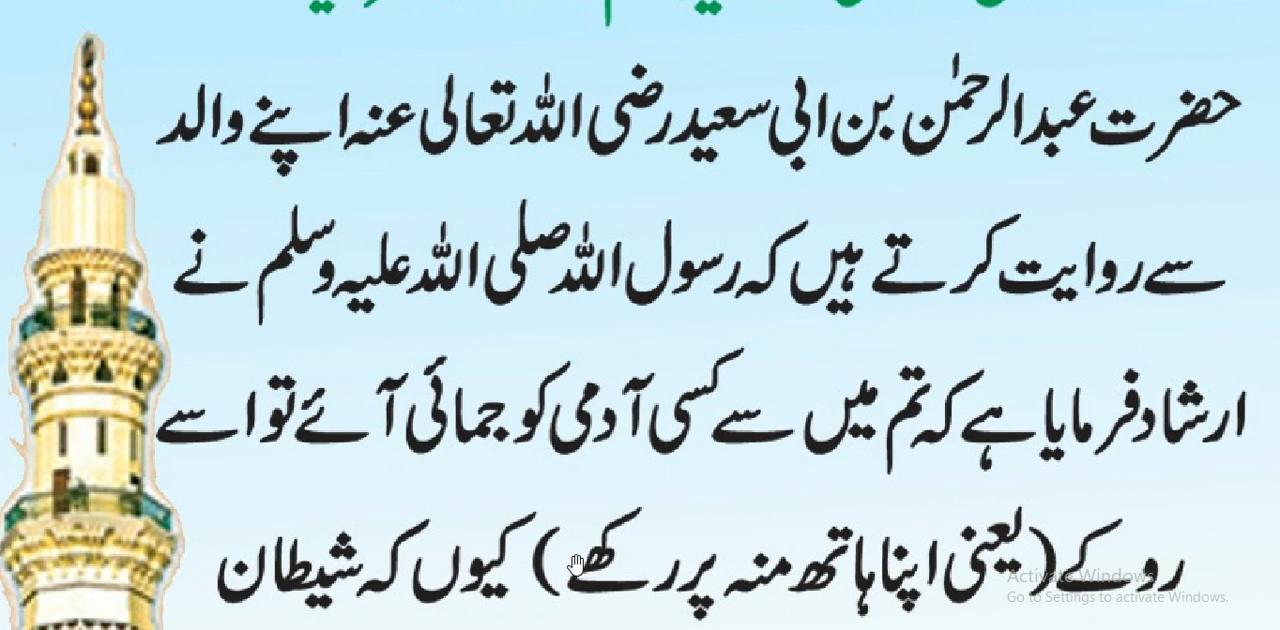 حضرت عبدالرحمٰن بن ابی سعید رضی اللہ تعالی عنہ اپنے والد
سے روایت کرتے ہیں کہ رسول اللہ صلی اللہ علیہ وسلم نے
ارشاد فرمایا ہے کہ تم میں سے کسی آدمی کو جمائی آئے تو اسے
روکے (یعنی اپنا ہاتھ منہ پر رکھے) کیوں کہ شیطان
Activate Windows
Go to Settings to activate Windows.